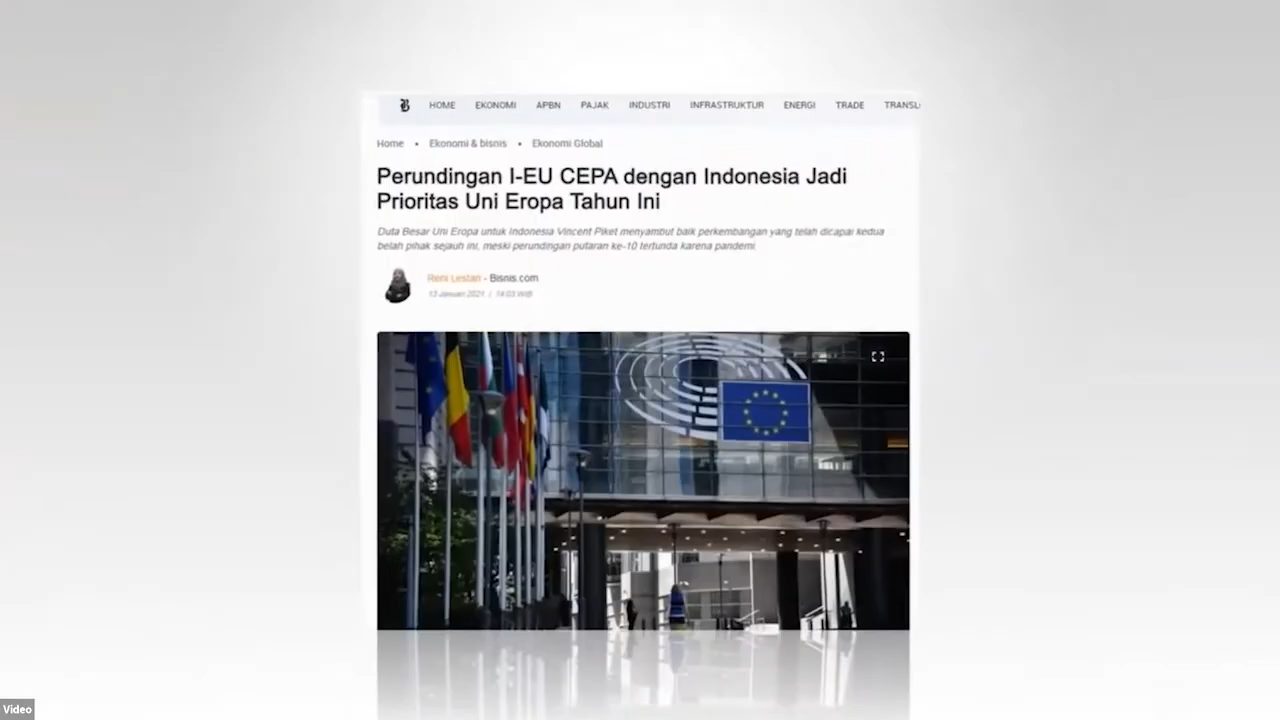 HOME EKONOMI APBN PAJAK INDUSTRI INFRASTRUKTUR ENERGI TRADE TRANSL
Home • Ekonomi & bisnis • Ekonomi Global
Perundingan I-EU CEPA dengan Indonesia Jadi
Prioritas Uni Eropa Tahun Ini
Duta Besar Uni Eropa untuk Indonesia Vincent Piket menyambut baik perkembangan yang telah dicapai kedua
belah pihak sejauh ini, meski perundingan putaran ke-10 tertunda karena pandemi.
Reni Lestari - Bisnis.com
13 Januari 2021 | 14:03 WIB
Video